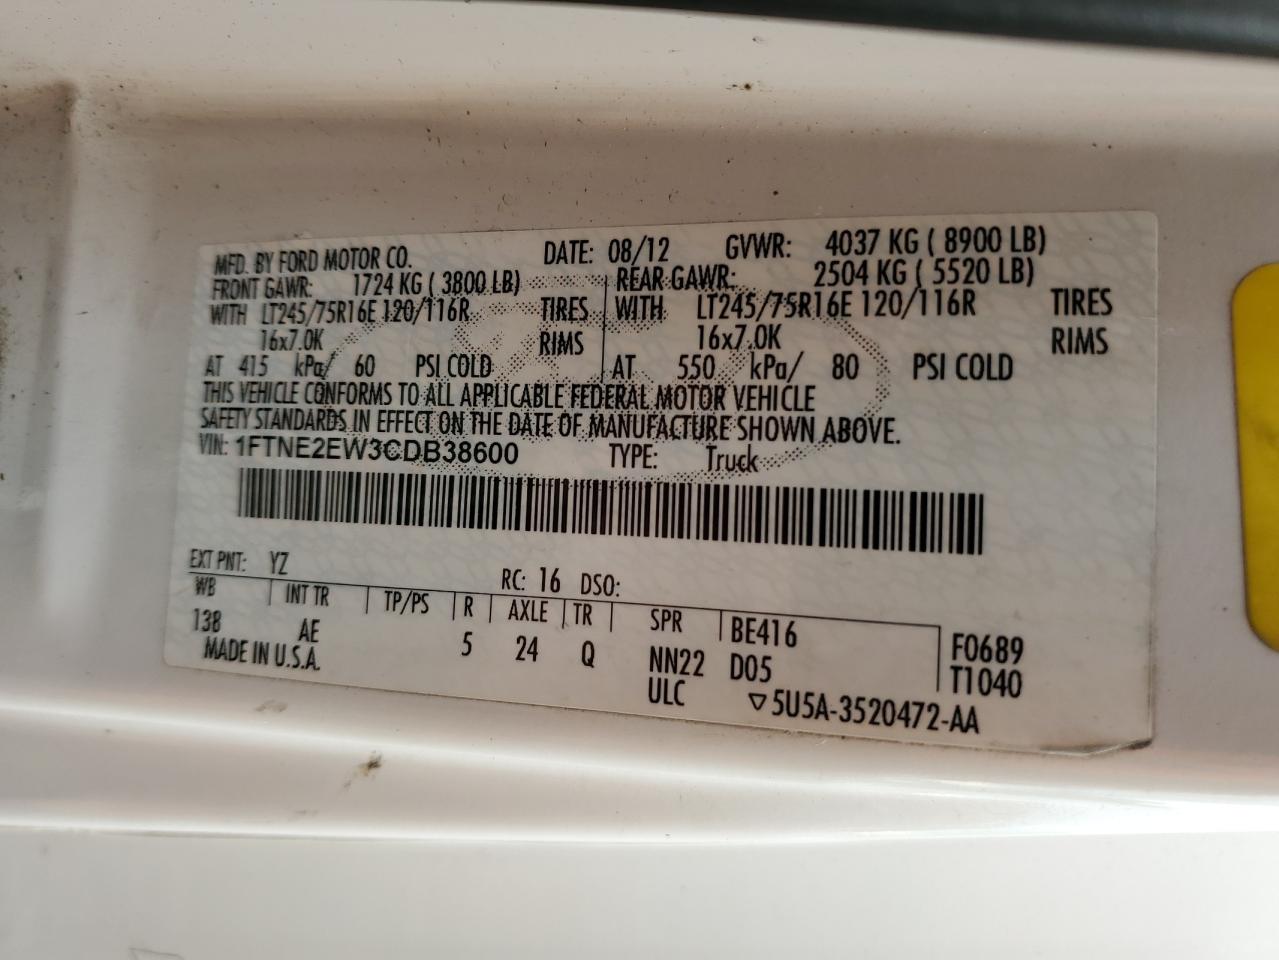 MFD. BY FORD MOTOR CO. DATE: 08/12 GVWR: 4037 KG ( 8900 LB)
FRONT GAWR: 1724 KG ( 3800 LB) REAR GAWR: 2504 KG ( 5520 LB)
WITH LT245/75R16E 120/116R TIRES WITH LT245/75R16E 120/116R TIRES
16x7.0K RIMS 16x7.0K RIMS
AT 415 kPa/ 60 PSI COLD AT 550 kPa/ 80 PSI COLD
THIS VEHICLE CONFORMS TO ALL APPLICABLE FEDERAL MOTOR VEHICLE
SAFETY STANDARDS IN EFFECT ON THE DATE OF MANUFACTURE SHOWN ABOVE.
VIN: 1FTNE2EW3CDB38600 TYPE: Truck
EXT PNT: YZ RC: 16 DSO:
WB INT TR TP/PS R AXLE TR SPR BE416 F0689
138 AE 5 24 Q NN22 D05 T1040
MADE IN U.S.A. ULC ▽5U5A-3520472-AA